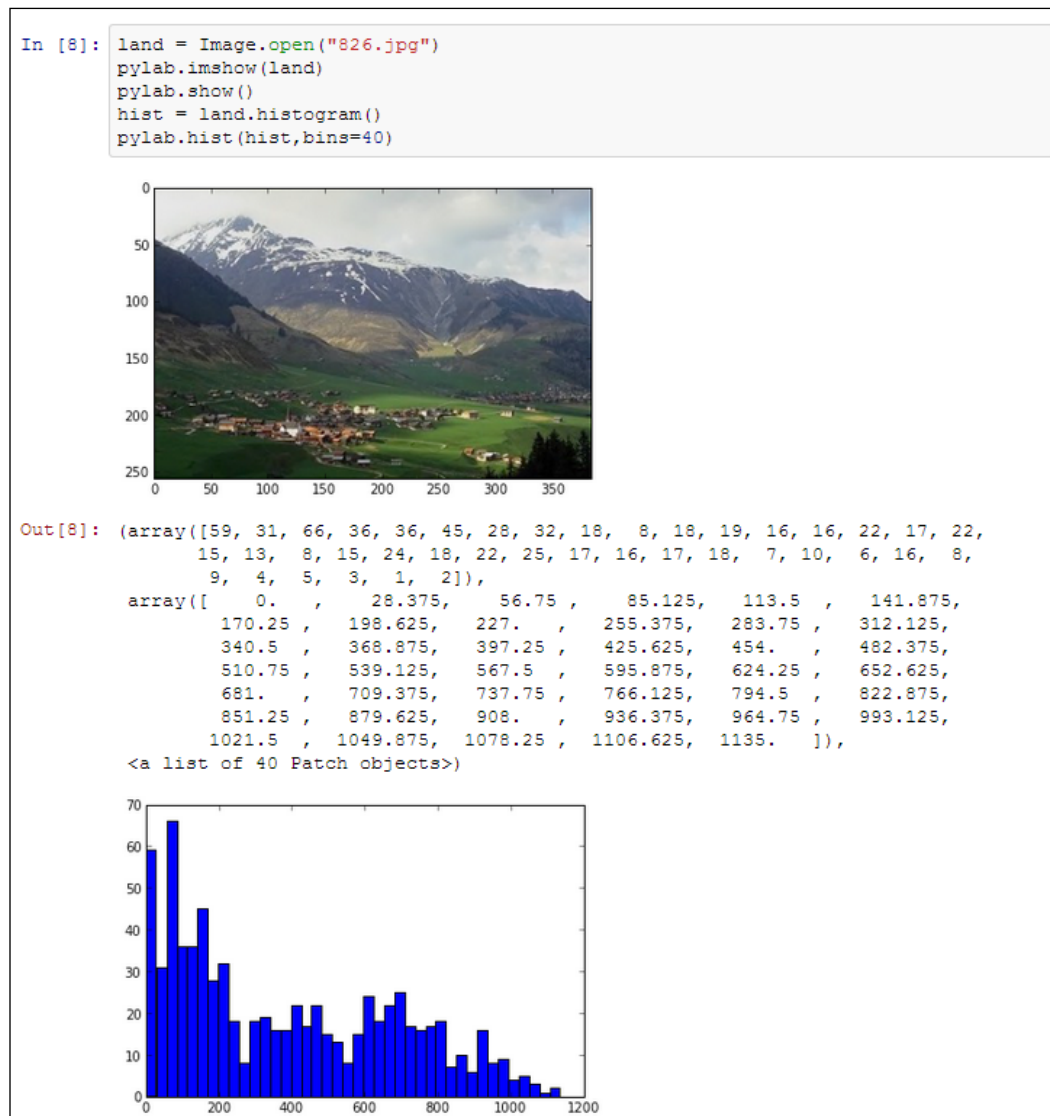 In [8]: land = Image.open("826.jpg")
pylab.imshow(land)
pylab.show()
hist = land.histogram()
pylab.hist(hist,bins=40)
0
50
100
150
200
250
0 50 100 150 200 250 300 350
Out[8]: (array([59, 31, 66, 36, 36, 45, 28, 32, 18, 8, 18, 19, 16, 16, 22, 17, 22,
15, 13, 8, 15, 24, 18, 22, 25, 17, 16, 17, 18, 7, 10, 6, 16, 8,
9, 4, 5, 3, 1, 2]),
array([ 0. , 28.375, 56.75 , 85.125, 113.5 , 141.875,
170.25 , 198.625, 227. , 255.375, 283.75 , 312.125,
340.5 , 368.875, 397.25 , 425.625, 454. , 482.375,
510.75 , 539.125, 567.5 , 595.875, 624.25 , 652.625,
681. , 709.375, 737.75 , 766.125, 794.5 , 822.875,
851.25 , 879.625, 908. , 936.375, 964.75 , 993.125,
1021.5 , 1049.875, 1078.25 , 1106.625, 1135. ]),
<a list of 40 Patch objects>)
70
60
50
40
30
20
10
0
0 200 400 600 800 1000 1200